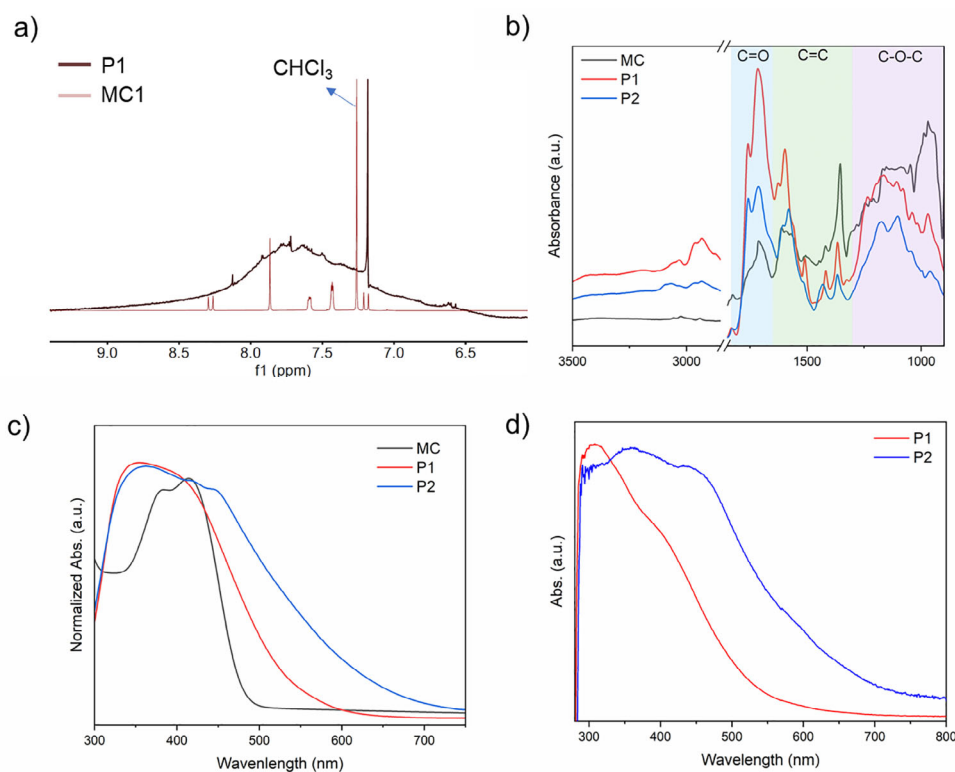 a)
P1
MC1
CHCl3
9.0 8.5 8.0 7.5 7.0 6.5
f1 (ppm)
b)
C=O C=C C-O-C
MC
P1
P2
Absorbance (a.u.)
3500 3000 1500 1000
c)
MC
P1
P2
Normalized Abs. (a.u.)
300 400 500 600 700
Wavenlength (nm)
d)
P1
P2
Abs. (a.u.)
300 400 500 600 700 800
Wavelength (nm)